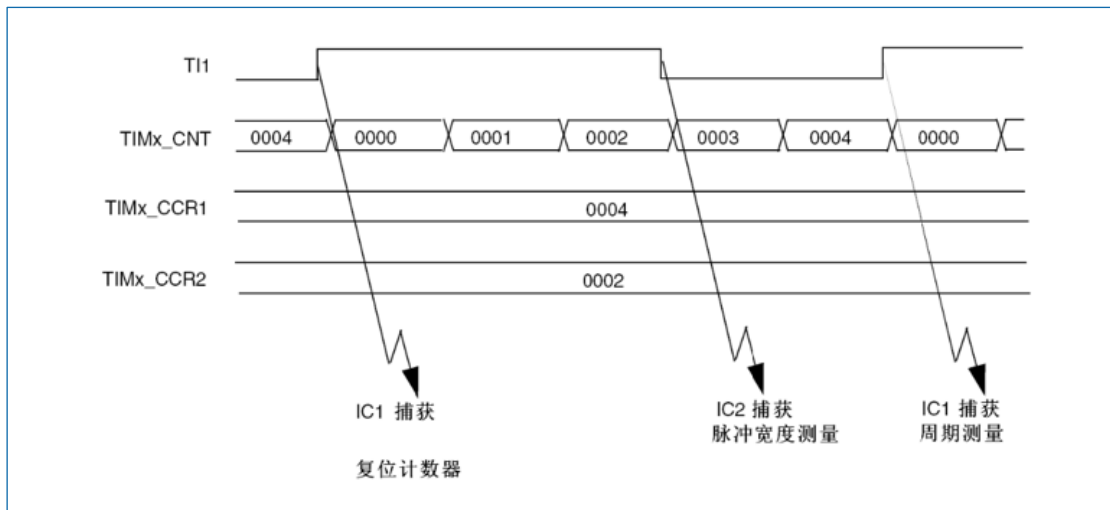 TI1
TIMx_CNT 0004 0000 0001 0002 0003 0004 0000
TIMx_CCR1 0004
TIMx_CCR2 0002
IC1 捕获
复位计数器
IC2 捕获
脉冲宽度测量
IC1 捕获
周期测量